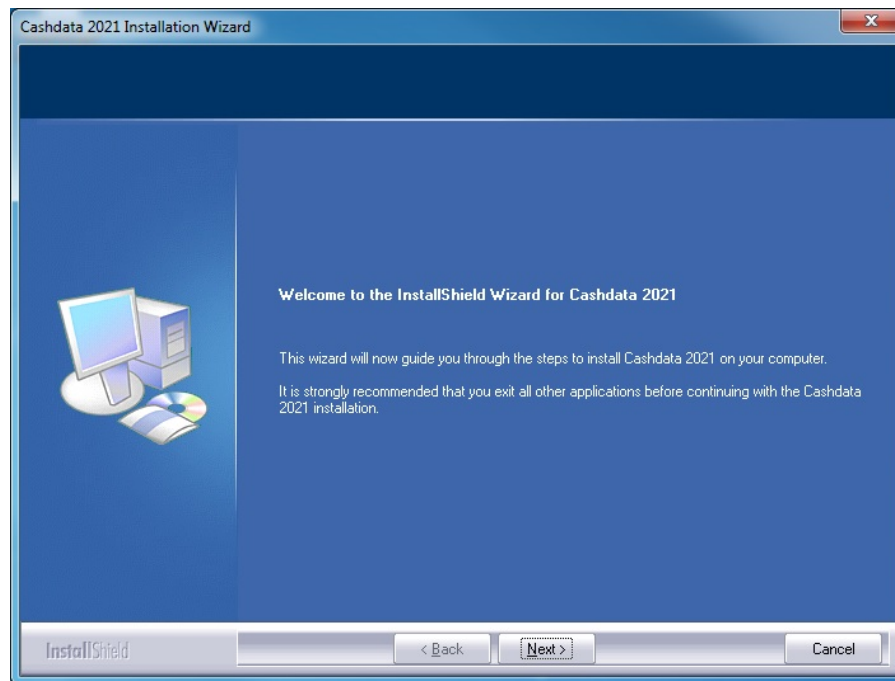 Cashdata 2021 Installation Wizard
Welcome to the InstallShield Wizard for Cashdata 2021
This wizard will now guide you through the steps to install Cashdata 2021 on your computer.
It is strongly recommended that you exit all other applications before continuing with the Cashdata
2021 installation.
InstallShield
< Back
Next >
Cancel